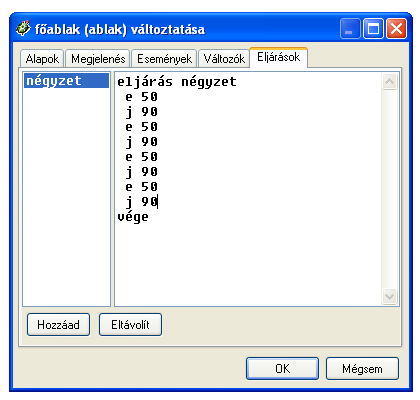 főablak (ablak) változtatása
Alapok Megjelenés Események Változók Eljárások
négyzet
eljárás négyzet
e 50
j 90
e 50
j 90
e 50
j 90
e 50
j 90
vége
Hozzáad Eltávolít
OK Mégsem